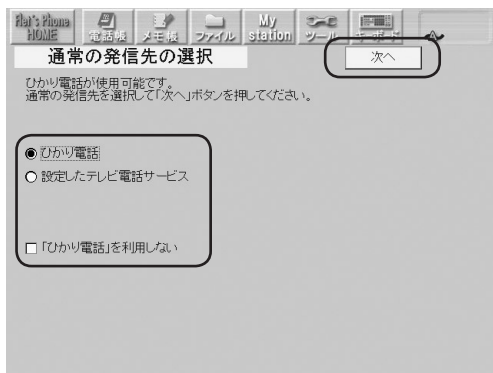 Flet's Phone HOME
電話帳
メモ帳
ファイル
My station
ツール
キーボード
通常の発信先の選択
次へ
ひかり電話が使用可能です。
通常の発信先を選択して「次へ」ボタンを押してください。
ひかり電話
設定したテレビ電話サービス
「ひかり電話」を利用しない